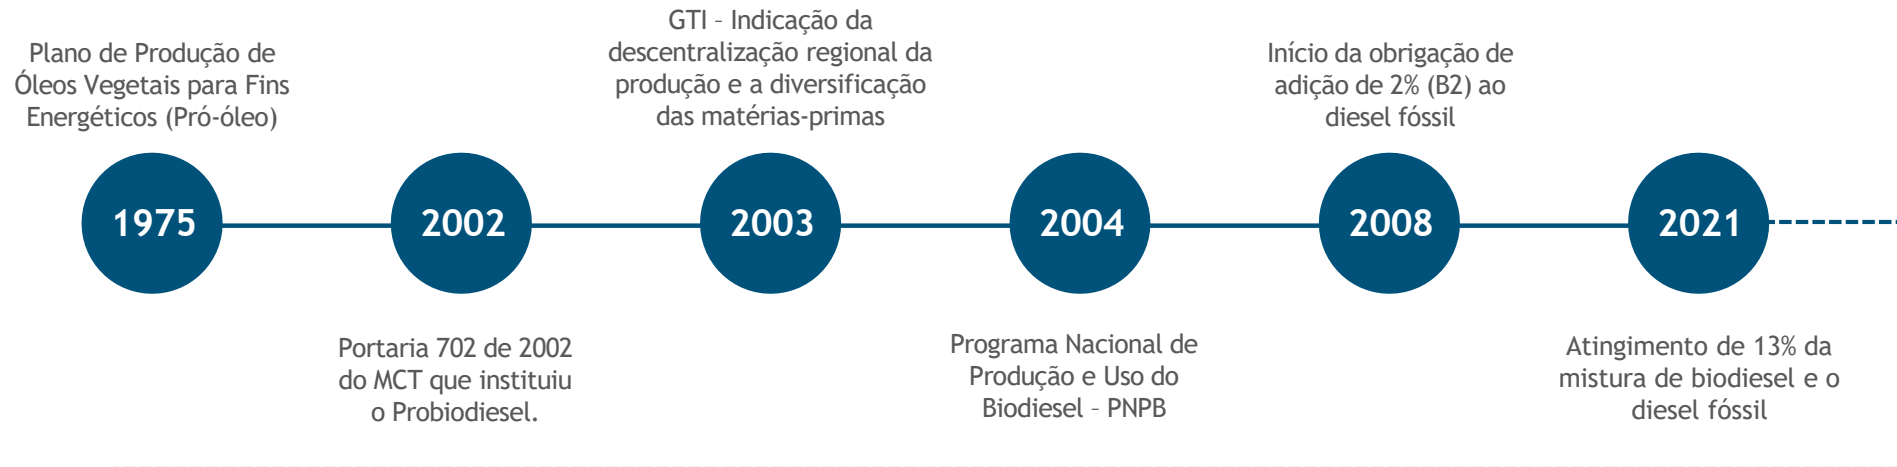 Plano de Produção de
Óleos Vegetais para Fins
Energéticos (Pró-óleo)
GTI – Indicação da
descentralização regional da
produção e a diversificação
das matérias-primas
Início da obrigação de
adição de 2% (B2) ao
diesel fóssil
1975
2002
2003
2004
2008
2021
Portaria 702 de 2002
do MCT que instituiu
o Probiodiesel.
Programa Nacional de
Produção e Uso do
Biodiesel – PNPB
Atingimento de 13% da
mistura de biodiesel e o
diesel fóssil